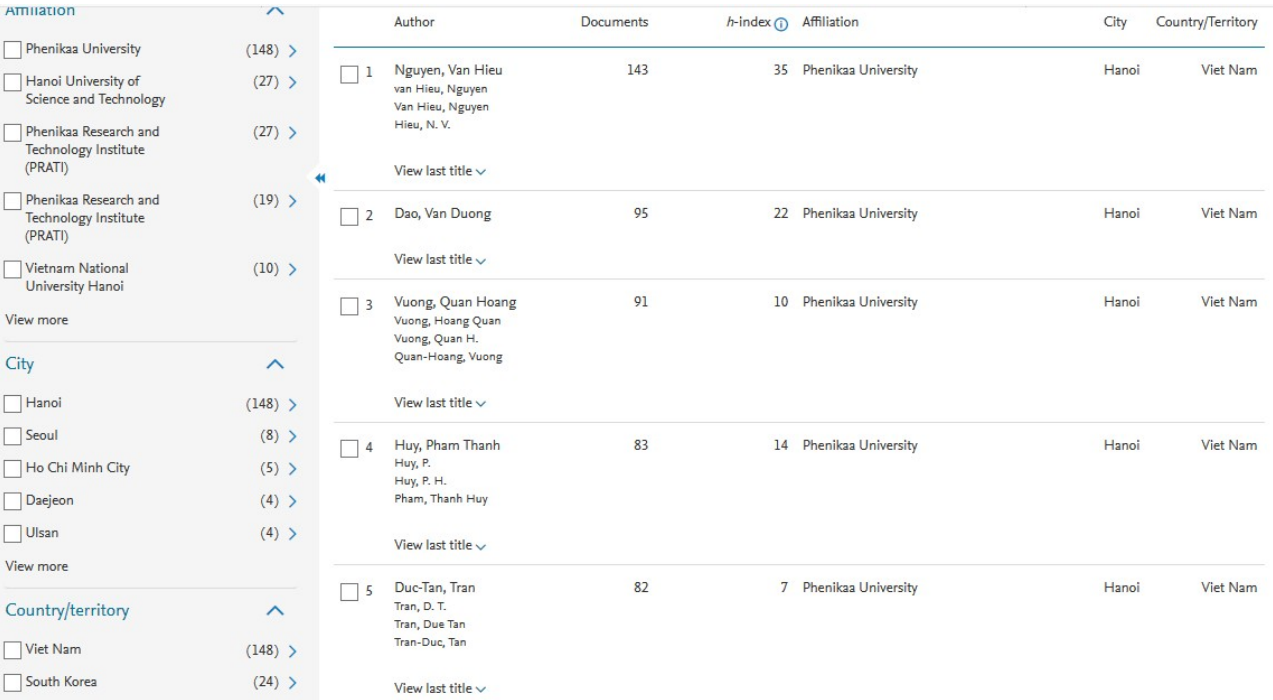 Affiliation
Phenikaa University (148)
Hanoi University of (27)
Science and Technology
Phenikaa Research and (27)
Technology Institute
(PRATI)
Phenikaa Research and (19)
Technology Institute
(PRATI)
Vietnam National (10)
University Hanoi
View more
City
Hanoi (148)
Seoul (8)
Ho Chi Minh City (5)
Daejeon (4)
Ulsan (4)
View more
Country/territory
Viet Nam (148)
South Korea (24)
Author Documents h-index Affiliation City Country/Territory
1 Nguyen, Van Hieu 143 35 Phenikaa University Hanoi Viet Nam
van Hieu, Nguyen
Van Hieu, Nguyen
Hieu, N. V.
View last title
2 Dao, Van Duong 95 22 Phenikaa University Hanoi Viet Nam
View last title
3 Vuong, Quan Hoang 91 10 Phenikaa University Hanoi Viet Nam
Vuong, Hoang Quan
Vuong, Quan H.
Quan-Hoang, Vuong
View last title
4 Huy, Pham Thanh 83 14 Phenikaa University Hanoi Viet Nam
Huy, P.
Huy, P. H.
Pham, Thanh Huy
View last title
5 Duc-Tan, Tran 82 7 Phenikaa University Hanoi Viet Nam
Tran, D. T.
Tran, Due Tan
Tran-Duc, Tan
View last title